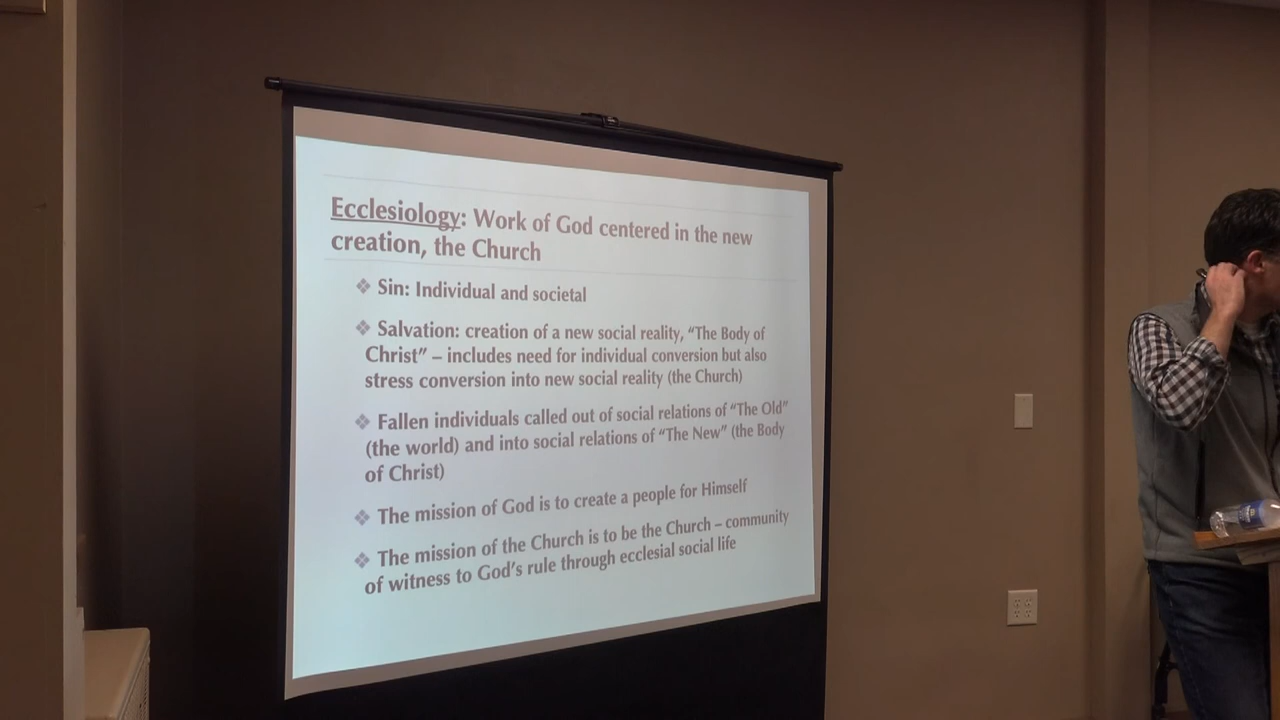 Ecclesiology: Work of God centered in the new
creation, the Church
❖ Sin: Individual and societal
❖ Salvation: creation of a new social reality, “The Body of
Christ” – includes need for individual conversion but also
stress conversion into new social reality (the Church)
❖ Fallen individuals called out of social relations of “The Old”
(the world) and into social relations of “The New” (the Body
of Christ)
❖ The mission of God is to create a people for Himself
❖ The mission of the Church is to be the Church – community
of witness to God’s rule through ecclesial social life